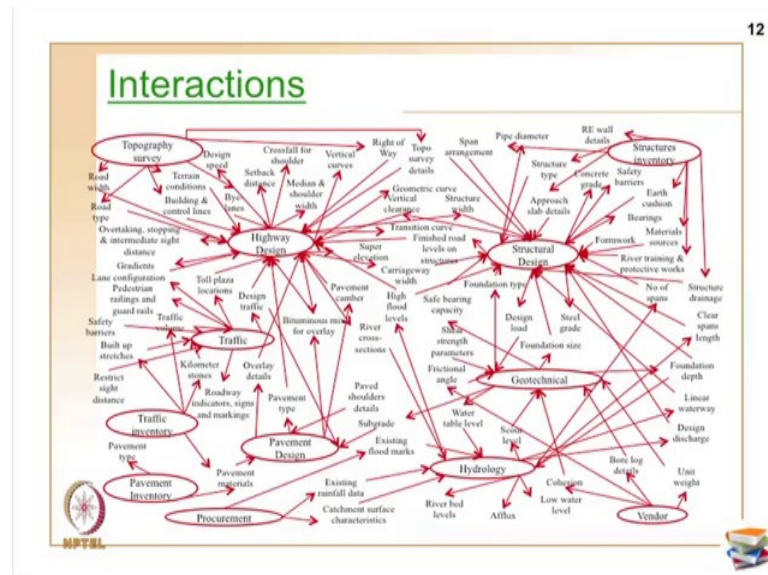 12
Interactions
Topography
survey
Design
speed
Crossfall for
shoulder
Vertical
curves
Right of
Way
Topo
survey
details
Span
arrangement
Pipe diameter
RE wall
details
Structures
inventory
Road
width
Terrain
conditions
Setback
distance
Median &
shoulder
width
Structure
type
Concrete
grade
Safety
barriers
Building &
control lines
Bye
lanes
Geometric curve
Vertical
clearance
Structure
width
Approach
slab details
Earth
cushion
Road
type
Bearings
Overtaking, stopping
& intermediate sight
distance
Highway
Design
Transition curve
Finished road
levels on
structures
Structural
Design
Formwork
Materials
sources
Super
elevation
River training &
protective works
Gradients
Lane configuration
Carriageway
width
Pedestrian
railings and
guard rails
Toll plaza
locations
Design
traffic
Pavement
camber
High
flood
levels
Safe bearing
capacity
Foundation type
No of
spans
Structure
drainage
Safety
barriers
Traffic
volume
Bituminous mix
for overlay
River
cross-
sections
Design
load
Steel
grade
Clear
spans
length
Traffic
Shear
strength
parameters
Foundation size
Built up
stretches
Kilometer
stones
Overlay
details
Frictional
angle
Geotechnical
Foundation
depth
Restrict
sight
distance
Roadway
indicators, signs
and markings
Pavement
type
Paved
shoulders
details
Linear
waterway
Traffic
inventory
Subgrade
Water
table level
Scour
level
Design
discharge
Pavement
type
Pavement
Design
Existing
flood marks
Hydrology
Bore log
details
Unit
weight
Pavement
Inventory
Pavement
materials
Existing
rainfall data
Cohesion
Procurement
Catchment surface
characteristics
River bed
levels
Afflux
Low water
level
Vendor
NPTEL